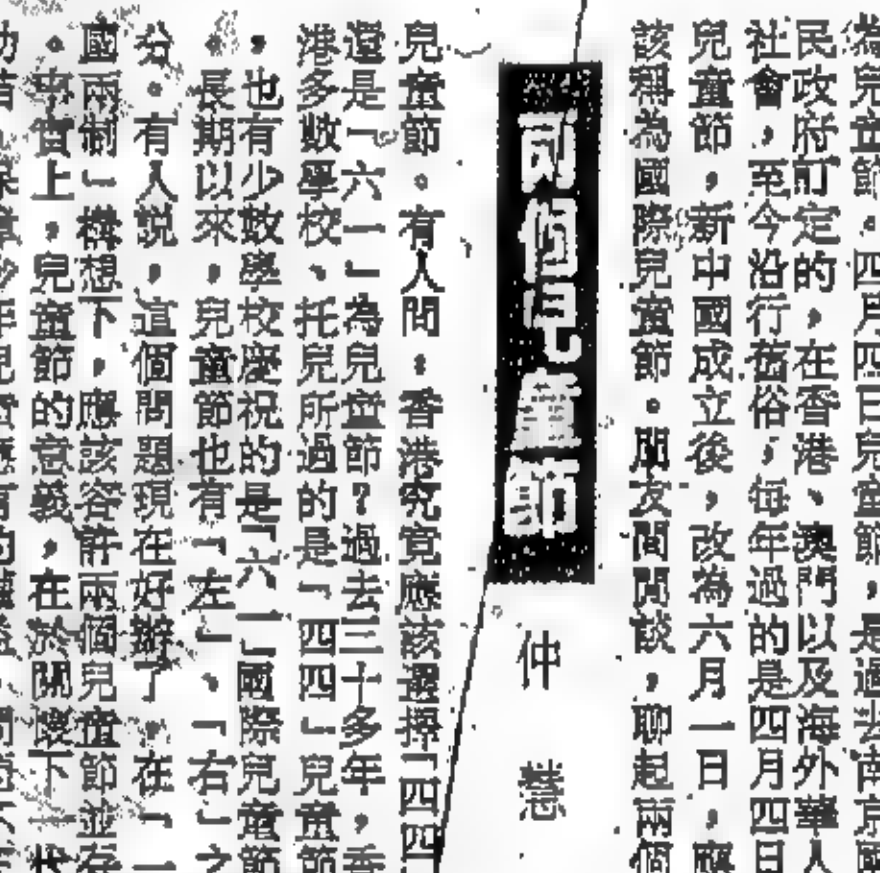 兩個兒童節
仲慧
為兒童節。四月四日兒童節,是過去南京國
民政府訂定的,在香港、澳門以及海外華人
社會,至今沿行舊俗,每年過的是四月四日
兒童節,新中國成立後,改為六月一日,應
該稱為國際兒童節。朋友間閒談,聊起兩個
兒童節。有人問,香港究竟應該選擇「四四」
還是「六一」為兒童節?過去三十多年,香
港多數學校、托兒所過的是「四四」兒童節
,也有少數學校慶祝的是「六一」國際兒童節
。長期以來,兒童節也有「左」、「右」之
分。有人說,這個問題現在好辦了,在「一
國兩制」構想下,應該容許兩個兒童節並存
。實質上,兒童節的意義,在於關懷下一代